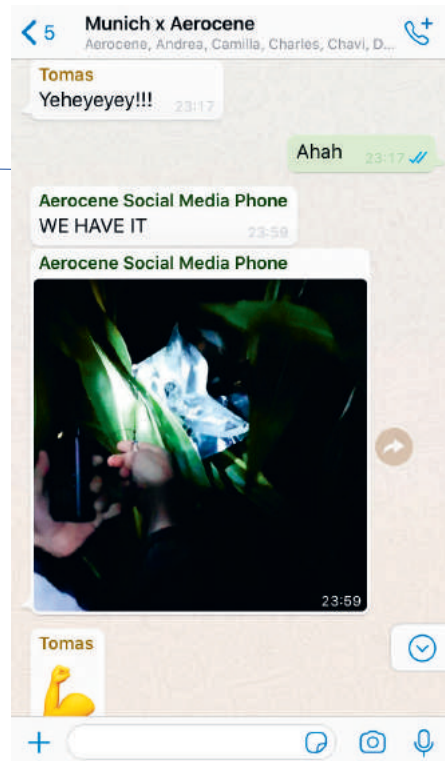 5
Munich x Aerocene
Aerocene, Andrea, Camilla, Charles, Chavi, D...
Tomas
Yeheyeyey!!! 23:17
Ahah 23:17
Aerocene Social Media Phone
WE HAVE IT 23:59
Aerocene Social Media Phone
23:59
Tomas